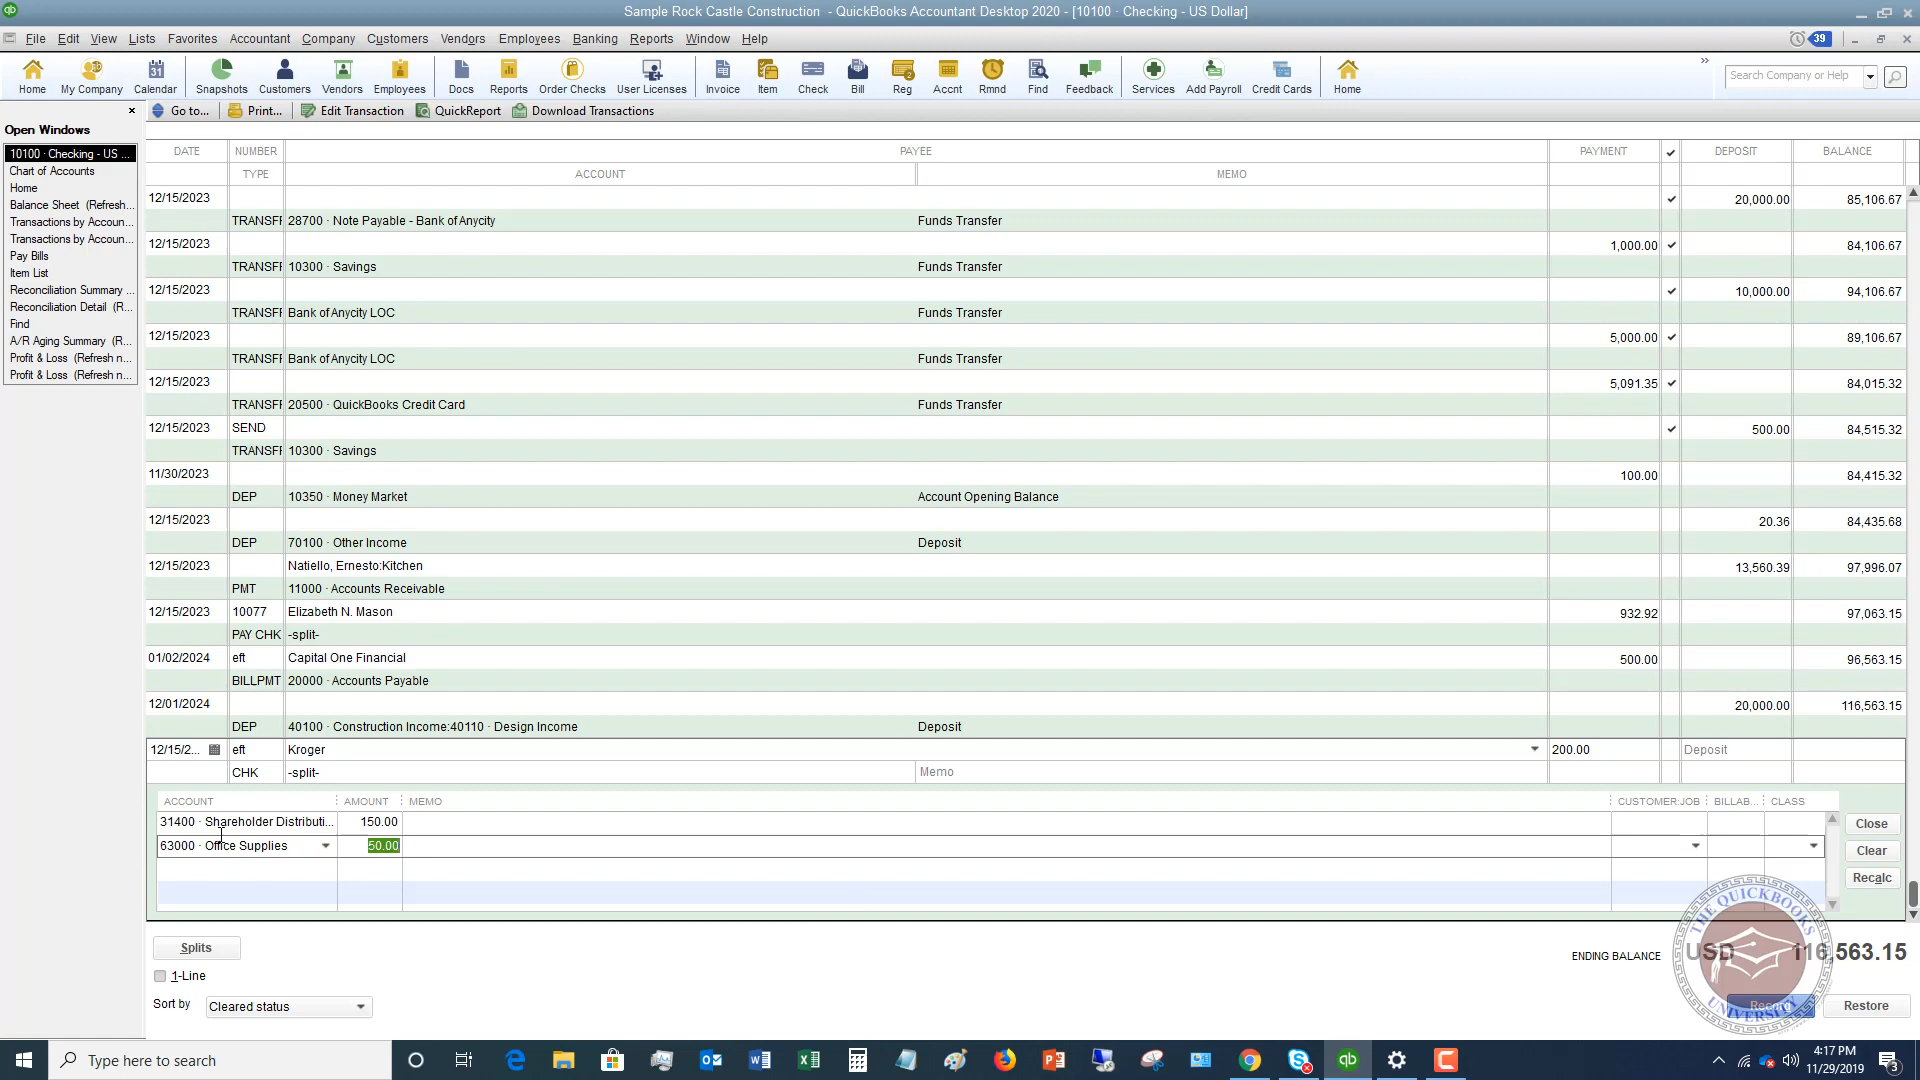 Sample Rock Castle Construction - QuickBooks Accountant Desktop 2020 - [10100 · Checking - US Dollar]
File Edit View Lists Favorites Accountant Company Customers Vendors Employees Banking Reports Window Help
39
Home My Company Calendar Snapshots Customers Vendors Employees Docs Reports Order Checks User Licenses Invoice Item Check Bill Reg Accnt Rmnd Find Feedback Services Add Payroll Credit Cards Home
Search Company or Help
Go to... Print... Edit Transaction QuickReport Download Transactions
Open Windows
10100 · Checking - US ...
Chart of Accounts
Home
Balance Sheet (Refresh...
Transactions by Accoun...
Transactions by Accoun...
Pay Bills
Item List
Reconciliation Summary ...
Reconciliation Detail (R...
Find
A/R Aging Summary (R...
Profit & Loss (Refresh n...
Profit & Loss (Refresh n...
DATE NUMBER PAYEE PAYMENT ✓ DEPOSIT BALANCE
TYPE ACCOUNT MEMO
12/15/2023 ✓ 20,000.00 85,106.67
TRANSFR 28700 · Note Payable - Bank of Anycity Funds Transfer
12/15/2023 1,000.00 ✓ 84,106.67
TRANSFR 10300 · Savings Funds Transfer
12/15/2023 ✓ 10,000.00 94,106.67
TRANSFR Bank of Anycity LOC Funds Transfer
12/15/2023 5,000.00 ✓ 89,106.67
TRANSFR Bank of Anycity LOC Funds Transfer
12/15/2023 5,091.35 ✓ 84,015.32
TRANSFR 20500 · QuickBooks Credit Card Funds Transfer
12/15/2023 SEND ✓ 500.00 84,515.32
TRANSFR 10300 · Savings
11/30/2023 100.00 84,415.32
DEP 10350 · Money Market Account Opening Balance
12/15/2023 20.36 84,435.68
DEP 70100 · Other Income Deposit
12/15/2023 Natiello, Ernesto:Kitchen 13,560.39 97,996.07
PMT 11000 · Accounts Receivable
12/15/2023 10077 Elizabeth N. Mason 932.92 97,063.15
PAY CHK -split-
01/02/2024 eft Capital One Financial 500.00 96,563.15
BILLPMT 20000 · Accounts Payable
12/01/2024 20,000.00 116,563.15
DEP 40100 · Construction Income:40110 · Design Income Deposit
12/15/2... eft Kroger 200.00 Deposit
CHK -split- Memo
ACCOUNT AMOUNT MEMO CUSTOMER:JOB BILLAB... CLASS
31400 · Shareholder Distributi... 150.00
63000 · Office Supplies 50.00
Close
Clear
Recalc
Splits
1-Line
Sort by Cleared status
ENDING BALANCE USD 116,563.15
Record Restore
THE QUICKBOOKS UNIVERSITY
Type here to search
4:17 PM
11/29/2019
3